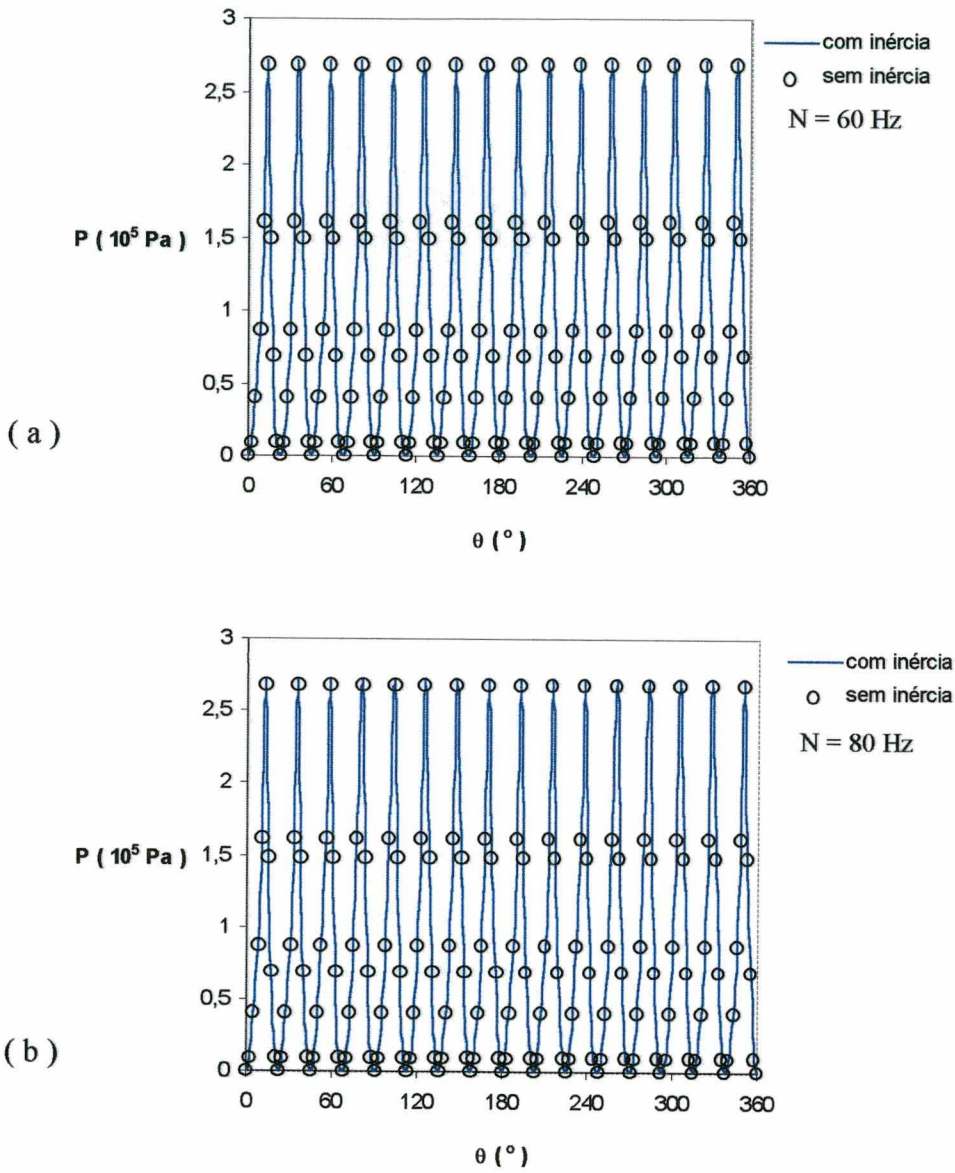 3
2,5
2
1,5
1
0,5
0
P ( 10⁵ Pa )
0 60 120 180 240 300 360
θ ( º )
com inércia
sem inércia
N = 60 Hz
( a )
3
2,5
2
1,5
1
0,5
0
P ( 10⁵ Pa )
0 60 120 180 240 300 360
θ ( º )
com inércia
sem inércia
N = 80 Hz
( b )